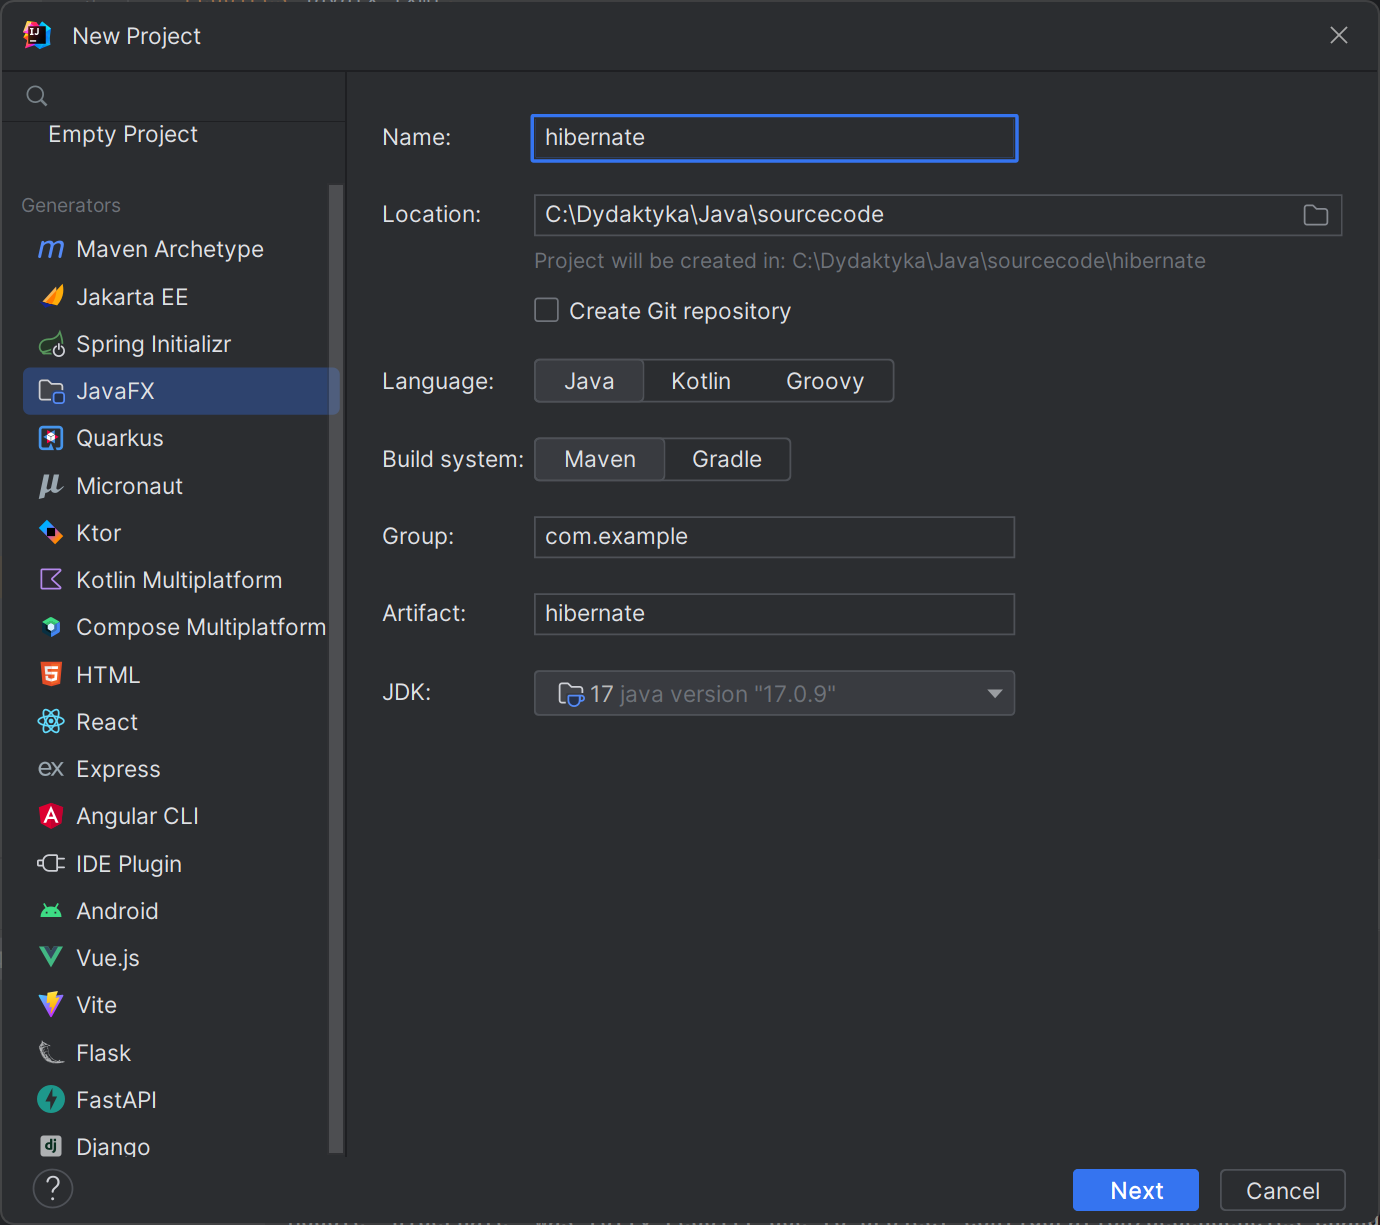 New Project
Empty Project
Generators
Maven Archetype
Jakarta EE
Spring Initializr
JavaFX
Quarkus
Micronaut
Ktor
Kotlin Multiplatform
Compose Multiplatform
HTML
React
Express
Angular CLI
IDE Plugin
Android
Vue.js
Vite
Flask
FastAPI
Django
Name: hibernate
Location: C:\Dydaktyka\Java\sourcecode
Project will be created in: C:\Dydaktyka\Java\sourcecode\hibernate
Create Git repository
Language: Java Kotlin Groovy
Build system: Maven Gradle
Group: com.example
Artifact: hibernate
JDK: 17 java version "17.0.9"
? Next Cancel